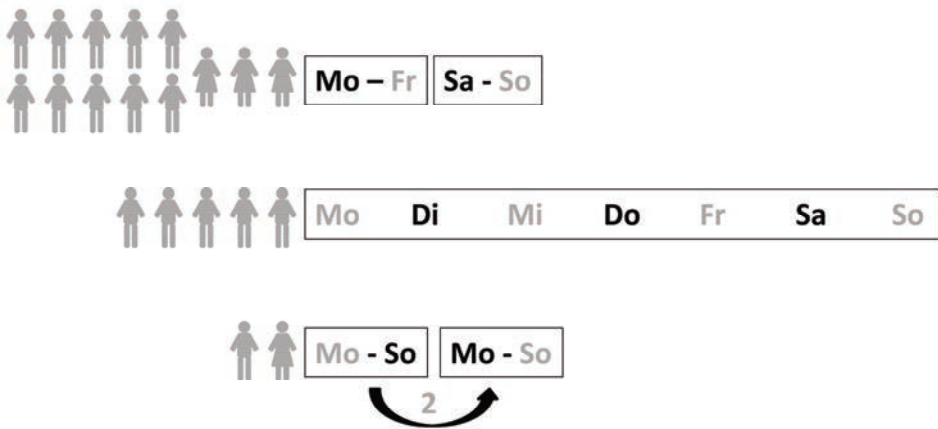 Mo – Fr Sa - So
Mo Di Mi Do Fr Sa So
Mo - So Mo - So
2